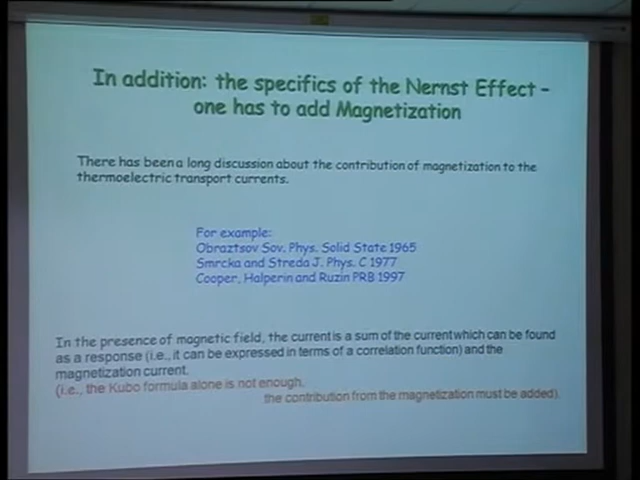 In addition: the specifics of the Nernst Effect -
one has to add Magnetization
There has been a long discussion about the contribution of magnetization to the
thermoelectric transport currents.
For example:
Obraztsov Sov. Phys. Solid State 1965
Smrcka and Streda J. Phys. C 1977
Cooper, Halperin and Ruzin PRB 1997
In the presence of magnetic field, the current is a sum of the current which can be found
as a response (i.e., it can be expressed in terms of a correlation function) and the
magnetization current.
(i.e., the Kubo formula alone is not enough,
the contribution from the magnetization must be added).